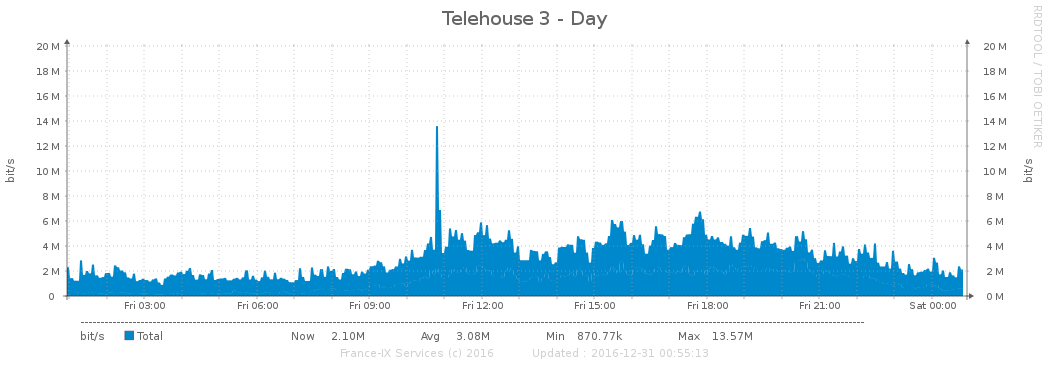 Telehouse 3 - Day
RRDTOOL / TOBI OETIKER
20 M 20 M
18 M 18 M
16 M 16 M
14 M 14 M
12 M 12 M
10 M 10 M
8 M 8 M
6 M 6 M
4 M 4 M
2 M 2 M
0 0 M
bit/s
bit/s
Fri 03:00 Fri 06:00 Fri 09:00 Fri 12:00 Fri 15:00 Fri 18:00 Fri 21:00 Sat 00:00
bit/s Total Now 2.10M Avg 3.08M Min 870.77k Max 13.57M
France-IX Services (c) 2016 Updated : 2016-12-31 00:55:13